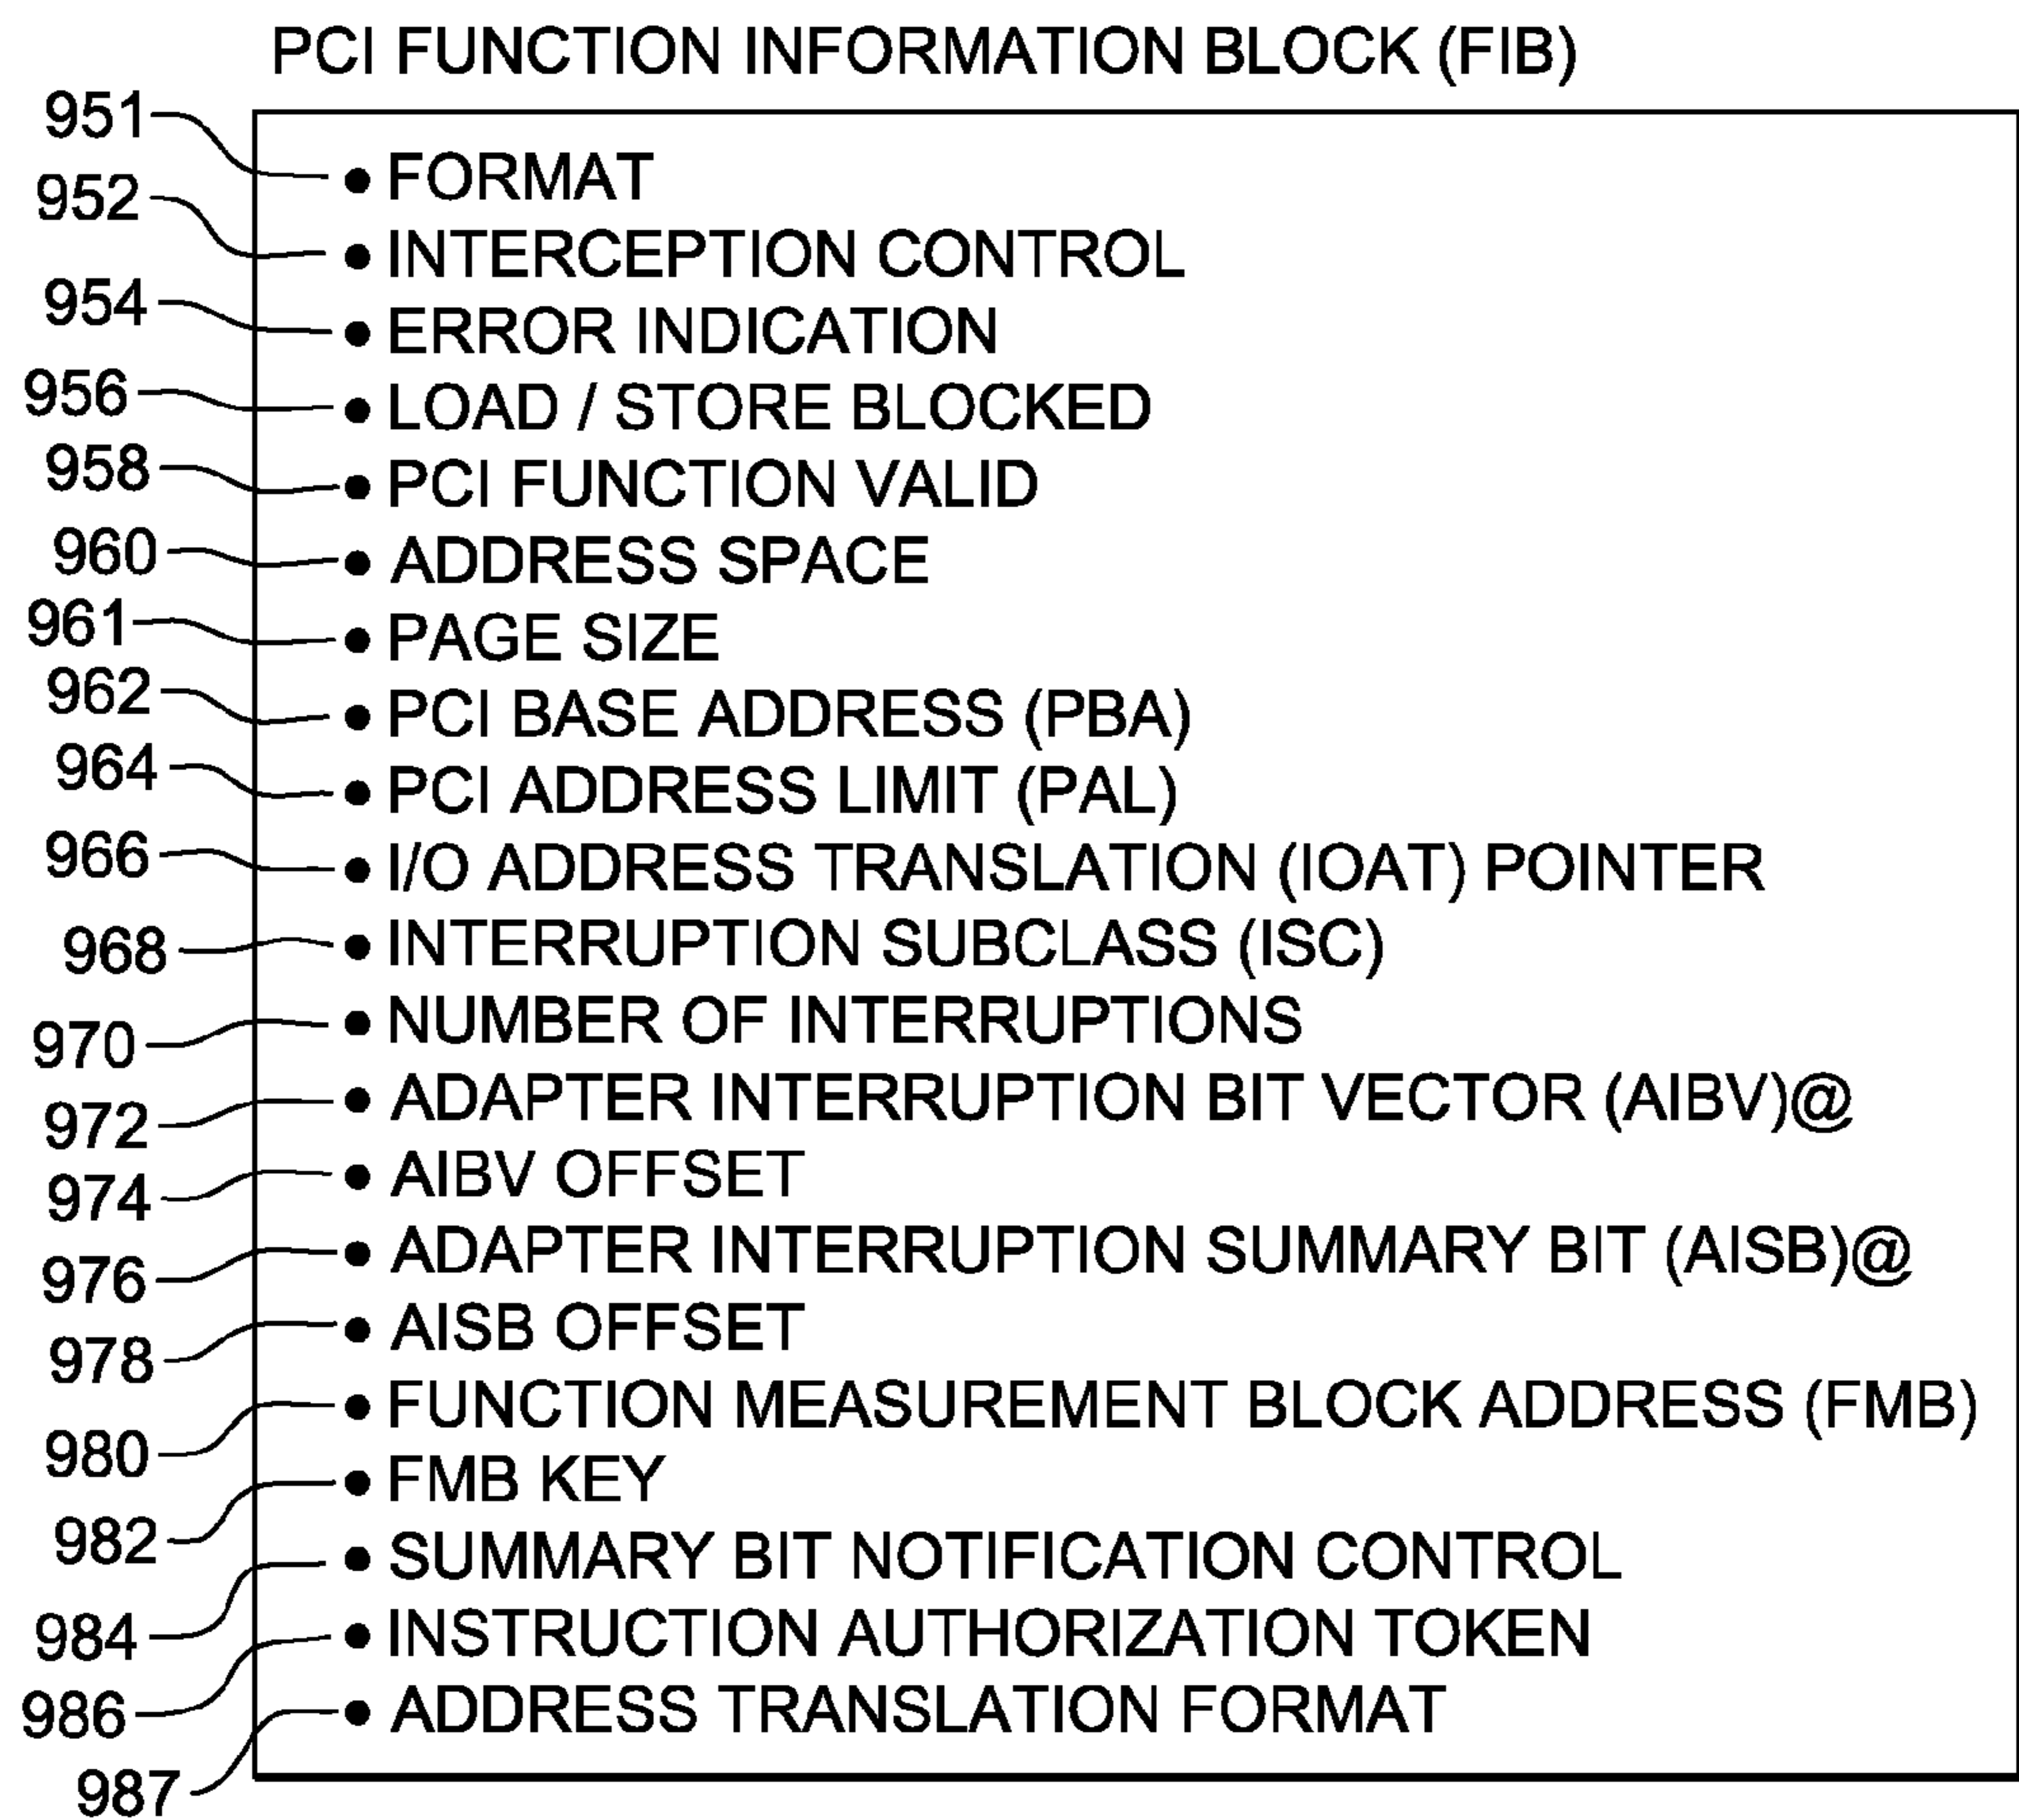 PCI FUNCTION INFORMATION BLOCK (FIB)
951 • FORMAT
952 • INTERCEPTION CONTROL
954 • ERROR INDICATION
956 • LOAD / STORE BLOCKED
958 • PCI FUNCTION VALID
960 • ADDRESS SPACE
961 • PAGE SIZE
962 • PCI BASE ADDRESS (PBA)
964 • PCI ADDRESS LIMIT (PAL)
966 • I/O ADDRESS TRANSLATION (IOAT) POINTER
968 • INTERRUPTION SUBCLASS (ISC)
970 • NUMBER OF INTERRUPTIONS
972 • ADAPTER INTERRUPTION BIT VECTOR (AIBV)@
974 • AIBV OFFSET
976 • ADAPTER INTERRUPTION SUMMARY BIT (AISB)@
978 • AISB OFFSET
980 • FUNCTION MEASUREMENT BLOCK ADDRESS (FMB)
982 • FMB KEY
984 • SUMMARY BIT NOTIFICATION CONTROL
986 • INSTRUCTION AUTHORIZATION TOKEN
987 • ADDRESS TRANSLATION FORMAT